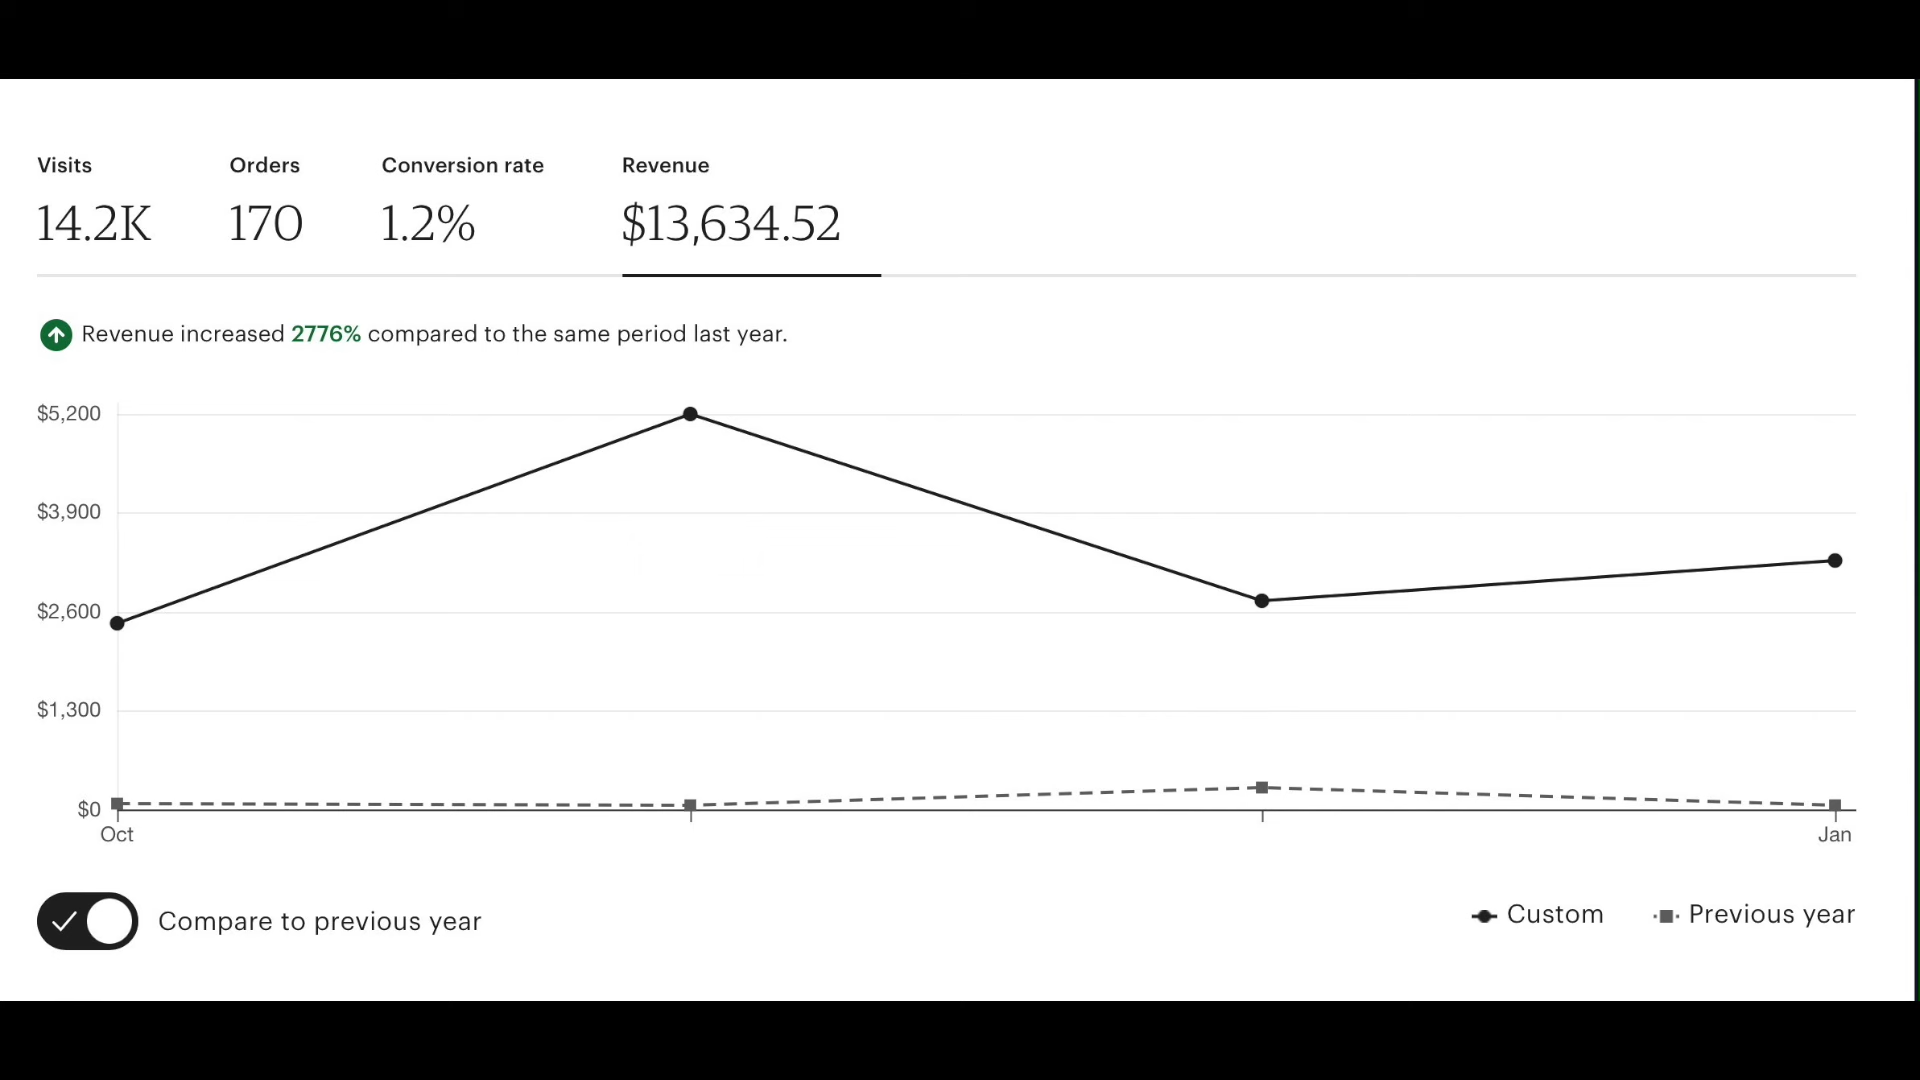 Visits Orders Conversion rate Revenue
14.2K 170 1.2% $13,634.52
Revenue increased 2776% compared to the same period last year.
$5,200
$3,900
$2,600
$1,300
$0
Oct Jan
Compare to previous year
Custom Previous year